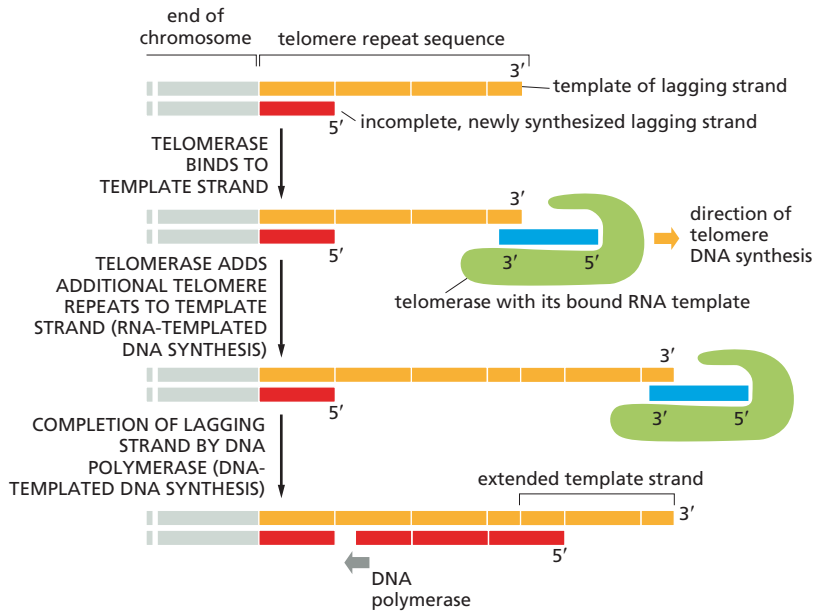 end of
chromosome
telomere repeat sequence
3′
template of lagging strand
incomplete, newly synthesized lagging strand
5′
TELOMERASE
BINDS TO
TEMPLATE STRAND
3′
5′
3′
5′
direction of
telomere
DNA synthesis
telomerase with its bound RNA template
TELOMERASE ADDS
ADDITIONAL TELOMERE
REPEATS TO TEMPLATE
STRAND (RNA-TEMPLATED
DNA SYNTHESIS)
3′
5′
3′
5′
COMPLETION OF LAGGING
STRAND BY DNA
POLYMERASE (DNA-
TEMPLATED DNA SYNTHESIS)
extended template strand
3′
5′
DNA
polymerase